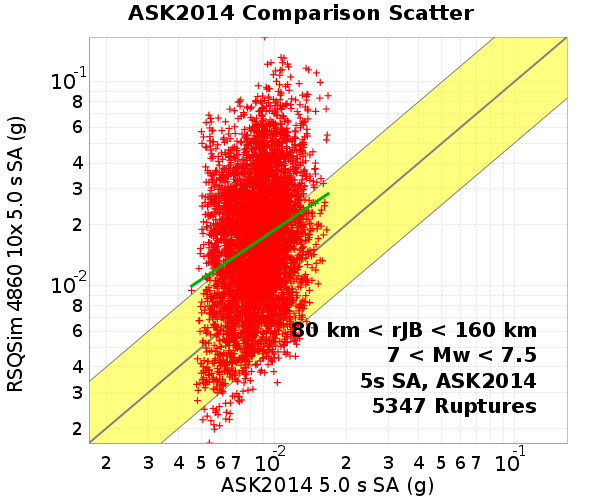 ASK2014 Comparison Scatter
RSQSim 4860 10x 5.0 s SA (g)
10-1
8
6
4
3
2
10-2
8
6
4
3
2
80 km < rJB < 160 km
7 < Mw < 7.5
5s SA, ASK2014
5347 Ruptures
2 3 4 5 6 7 10-2 2 3 4 5 6 7 10-1
ASK2014 5.0 s SA (g)